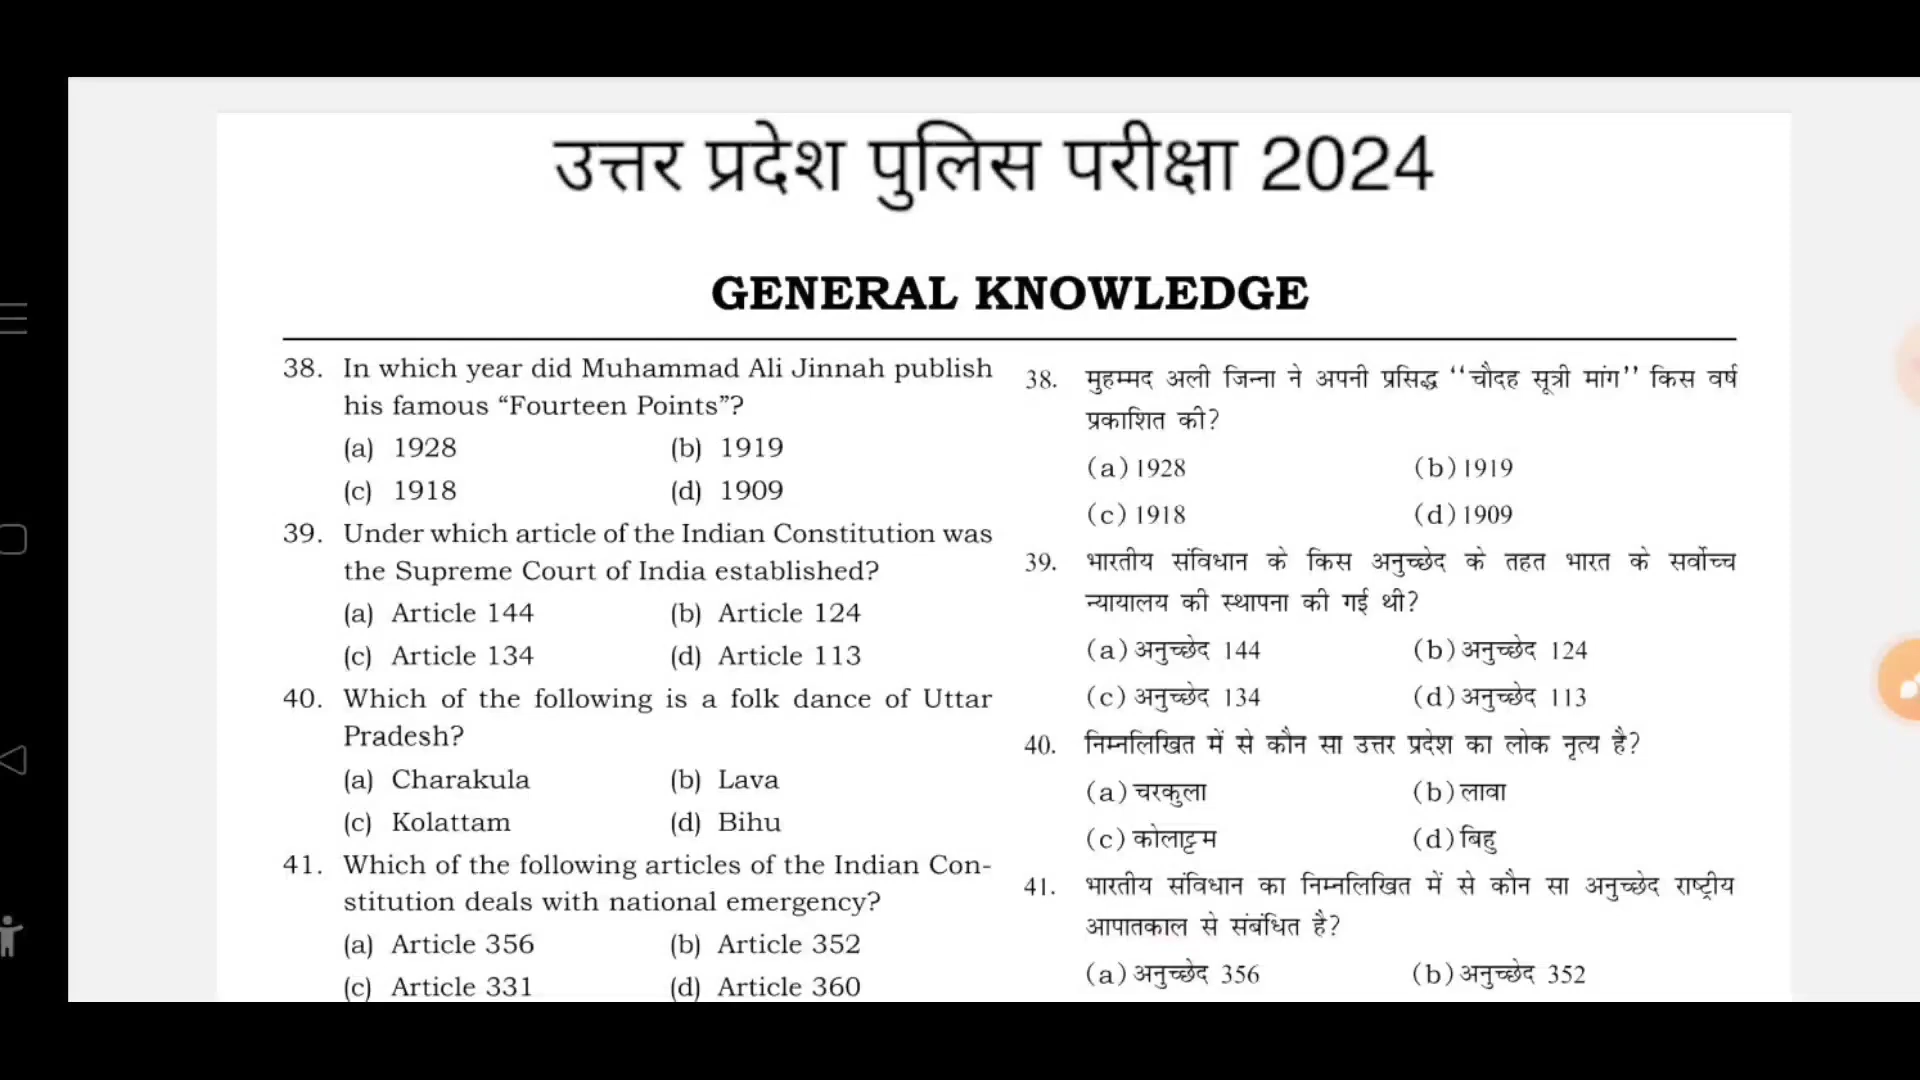 उत्तर प्रदेश पुलिस परीक्षा 2024
GENERAL KNOWLEDGE
38. In which year did Muhammad Ali Jinnah publish
his famous “Fourteen Points”?
(a) 1928 (b) 1919
(c) 1918 (d) 1909
39. Under which article of the Indian Constitution was
the Supreme Court of India established?
(a) Article 144 (b) Article 124
(c) Article 134 (d) Article 113
40. Which of the following is a folk dance of Uttar
Pradesh?
(a) Charakula (b) Lava
(c) Kolattam (d) Bihu
41. Which of the following articles of the Indian Con-
stitution deals with national emergency?
(a) Article 356 (b) Article 352
(c) Article 331 (d) Article 360
38. मुहम्मद अली जिन्ना ने अपनी प्रसिद्ध ‘‘चौदह सूत्री मांग’’ किस वर्ष
प्रकाशित की?
(a) 1928 (b) 1919
(c) 1918 (d) 1909
39. भारतीय संविधान के किस अनुच्छेद के तहत भारत के सर्वोच्च
न्यायालय की स्थापना की गई थी?
(a) अनुच्छेद 144 (b) अनुच्छेद 124
(c) अनुच्छेद 134 (d) अनुच्छेद 113
40. निम्नलिखित में से कौन सा उत्तर प्रदेश का लोक नृत्य है?
(a) चरकुला (b) लावा
(c) कोलाट्टम (d) बिहु
41. भारतीय संविधान का निम्नलिखित में से कौन सा अनुच्छेद राष्ट्रीय
आपातकाल से संबंधित है?
(a) अनुच्छेद 356 (b) अनुच्छेद 352